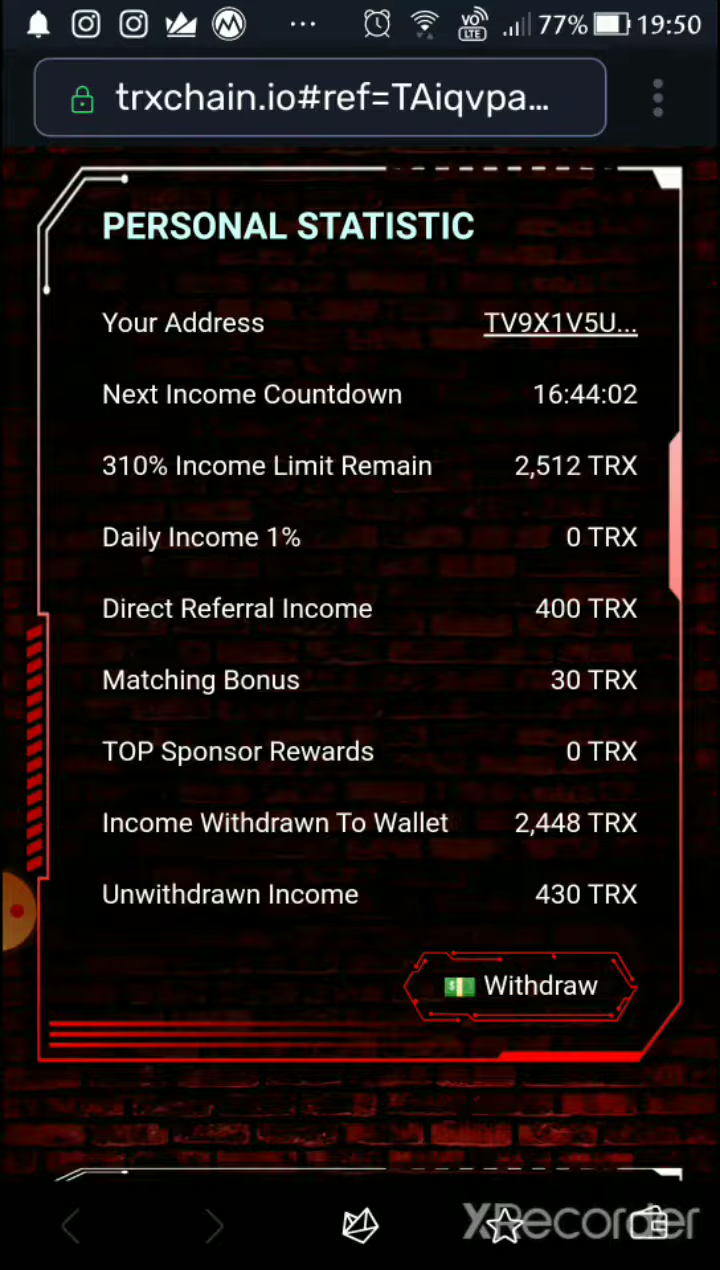 VO LTE 77% 19:50
trxchain.io#ref=TAiqvpa...
PERSONAL STATISTIC
Your Address TV9X1V5U...
Next Income Countdown 16:44:02
310% Income Limit Remain 2,512 TRX
Daily Income 1% 0 TRX
Direct Referral Income 400 TRX
Matching Bonus 30 TRX
TOP Sponsor Rewards 0 TRX
Income Withdrawn To Wallet 2,448 TRX
Unwithdrawn Income 430 TRX
Withdraw
XRecorder